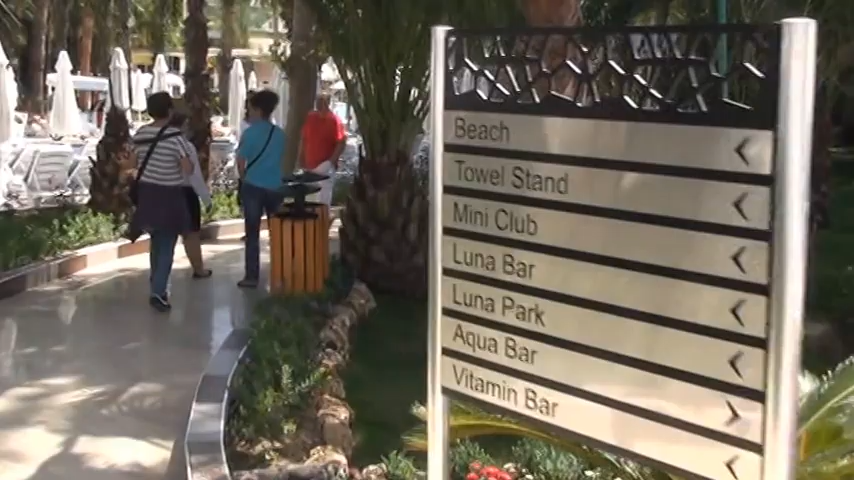 Beach
Towel Stand
Mini Club
Luna Bar
Luna Park
Aqua Bar
Vitamin Bar